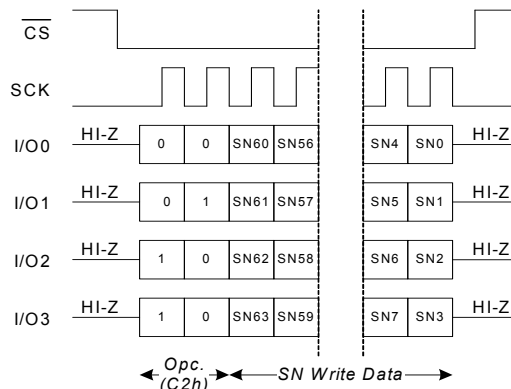 CS
SCK
I/O0 HI-Z 0 0 SN60 SN56 SN4 SN0 HI-Z
I/O1 HI-Z 0 1 SN61 SN57 SN5 SN1 HI-Z
I/O2 HI-Z 1 0 SN62 SN58 SN6 SN2 HI-Z
I/O3 HI-Z 1 0 SN63 SN59 SN7 SN3 HI-Z
Opc. (C2h) SN Write Data